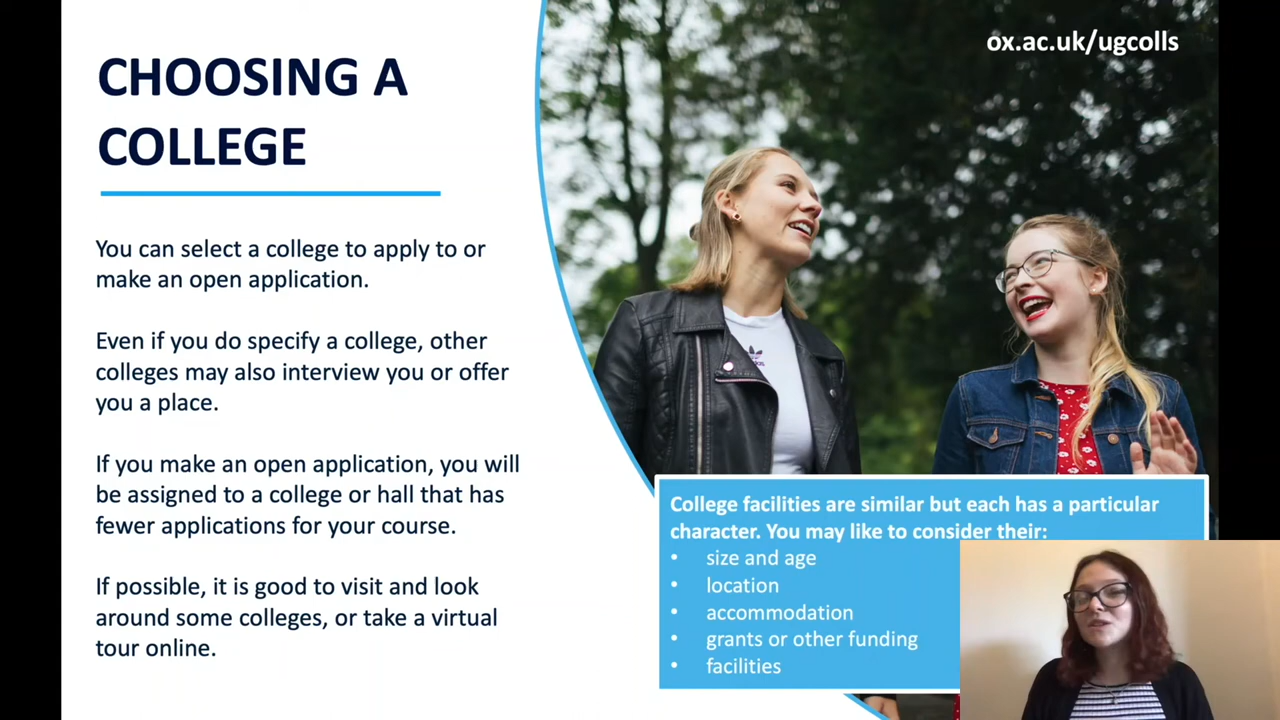 CHOOSING A
COLLEGE
You can select a college to apply to or
make an open application.
Even if you do specify a college, other
colleges may also interview you or offer
you a place.
If you make an open application, you will
be assigned to a college or hall that has
fewer applications for your course.
If possible, it is good to visit and look
around some colleges, or take a virtual
tour online.
ox.ac.uk/ugcolls
adidas
College facilities are similar but each has a particular
character. You may like to consider their:
• size and age
• location
• accommodation
• grants or other funding
• facilities